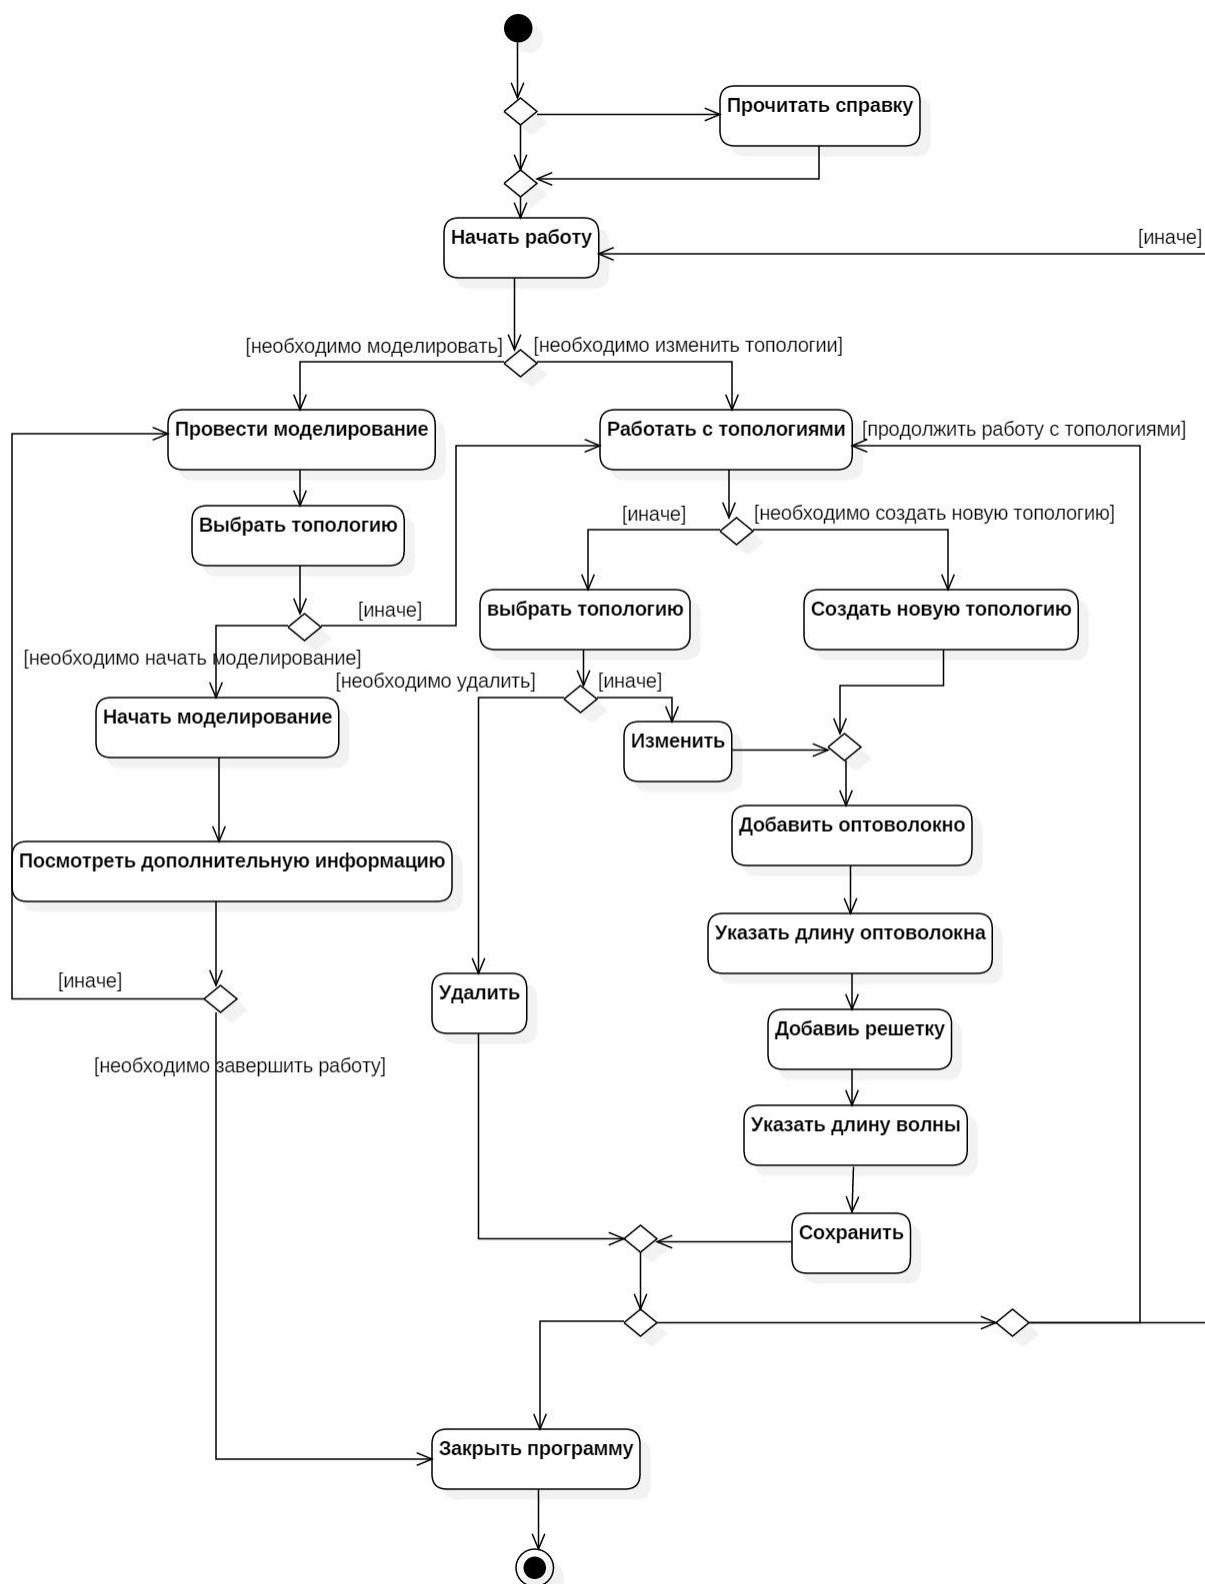 Прочитать справку
Начать работу
[иначе]
[необходимо моделировать]
[необходимо изменить топологии]
Провести моделирование
Работать с топологиями
[продолжить работу с топологиями]
Выбрать топологию
[иначе]
[необходимо создать новую топологию]
[иначе]
выбрать топологию
Создать новую топологию
[необходимо начать моделирование]
[необходимо удалить]
[иначе]
Начать моделирование
Изменить
Добавить оптоволокно
Посмотреть дополнительную информацию
Указать длину оптоволокна
[иначе]
Удалить
Добавиь решетку
[необходимо завершить работу]
Указать длину волны
Сохранить
Закрыть программу